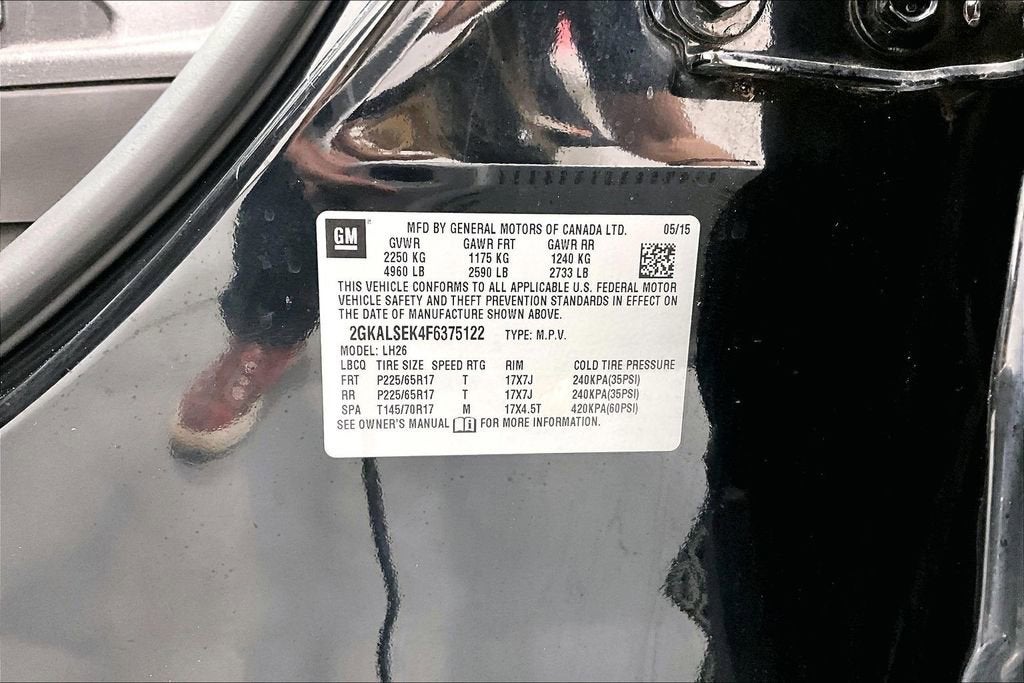 GM
MFD BY GENERAL MOTORS OF CANADA LTD. 05/15
GVWR GAWR FRT GAWR RR
2250 KG 1175 KG 1240 KG
4960 LB 2590 LB 2733 LB
THIS VEHICLE CONFORMS TO ALL APPLICABLE U.S. FEDERAL MOTOR
VEHICLE SAFETY AND THEFT PREVENTION STANDARDS IN EFFECT ON
THE DATE OF MANUFACTURE SHOWN ABOVE.
2GKALSEK4F6375122 TYPE: M.P.V.
MODEL: LH26
LBCQ TIRE SIZE SPEED RTG RIM COLD TIRE PRESSURE
FRT P225/65R17 T 17X7J 240KPA(35PSI)
RR P225/65R17 T 17X7J 240KPA(35PSI)
SPA T145/70R17 M 17X4.5T 420KPA(60PSI)
SEE OWNER'S MANUAL i FOR MORE INFORMATION.